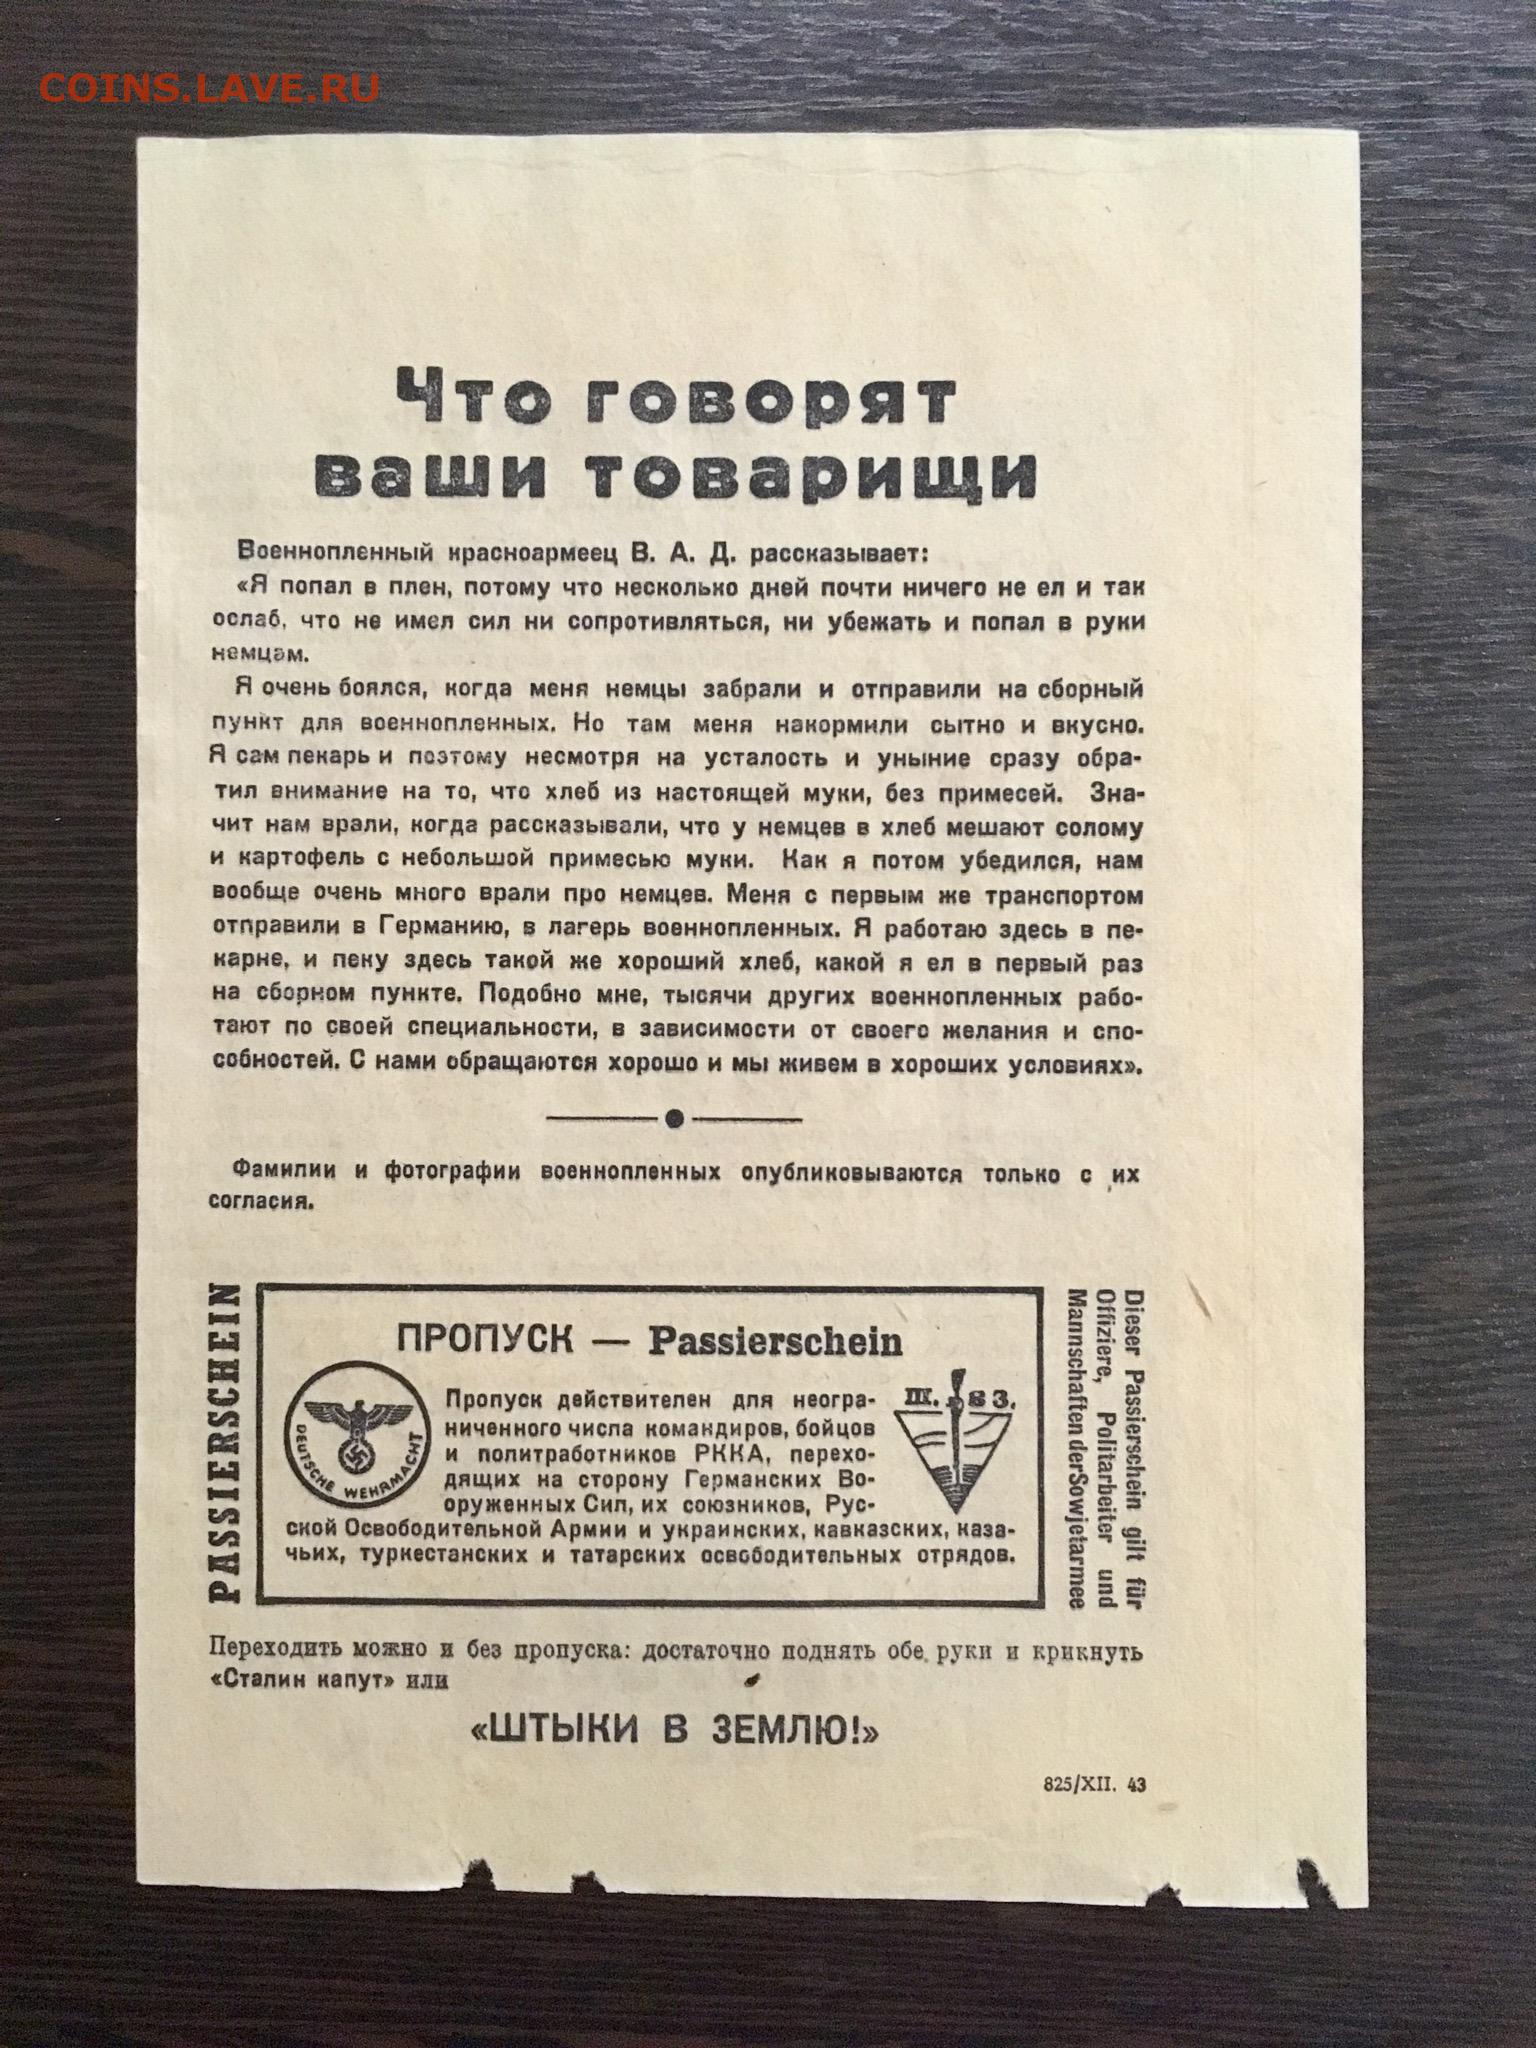 COINS.LAVE.RU
Что говорят
ваши товарищи
Военнопленный красноармеец В. А. Д. рассказывает:
«Я попал в плен, потому что несколько дней почти ничего не ел и так
ослаб, что не имел сил ни сопротивляться, ни убежать и попал в руки
немцам.
Я очень боялся, когда меня немцы забрали и отправили на сборный
пункт для военнопленных. Но там меня накормили сытно и вкусно.
Я сам пекарь и поэтому несмотря на усталость и уныние сразу обра-
тил внимание на то, что хлеб из настоящей муки, без примесей. Зна-
чит нам врали, когда рассказывали, что у немцев в хлеб мешают солому
и картофель с небольшой примесью муки. Как я потом убедился, нам
вообще очень много врали про немцев. Меня с первым же транспортом
отправили в Германию, в лагерь военнопленных. Я работаю здесь в пе-
карне, и пеку здесь такой же хороший хлеб, какой я ел в первый раз
на сборном пункте. Подобно мне, тысячи других военнопленных рабо-
тают по своей специальности, в зависимости от своего желания и спо-
собностей. С нами обращаются хорошо и мы живем в хороших условиях».
Фамилии и фотографии военнопленных опубликовываются только с их
согласия.
PASSIERSCHEIN
ПРОПУСК — Passierschein
DEUTSCHE WEHRMACHT
Пропуск действителен для неогра-
ниченного числа командиров, бойцов
и политработников РККА, перехо-
дящих на сторону Германских Во-
оруженных Сил, их союзников, Рус-
ской Освободительной Армии и украинских, кавказских, каза-
чьих, туркестанских и татарских освободительных отрядов.
Ш. ВЗ.
Dieser Passierschein gilt für
Offiziere, Politarbeiter und
Mannschaften der Sowjetarmee
Переходить можно и без пропуска: достаточно поднять обе руки и крикнуть
«Сталин капут» или
«ШТЫКИ В ЗЕМЛЮ!»
825/XII. 43